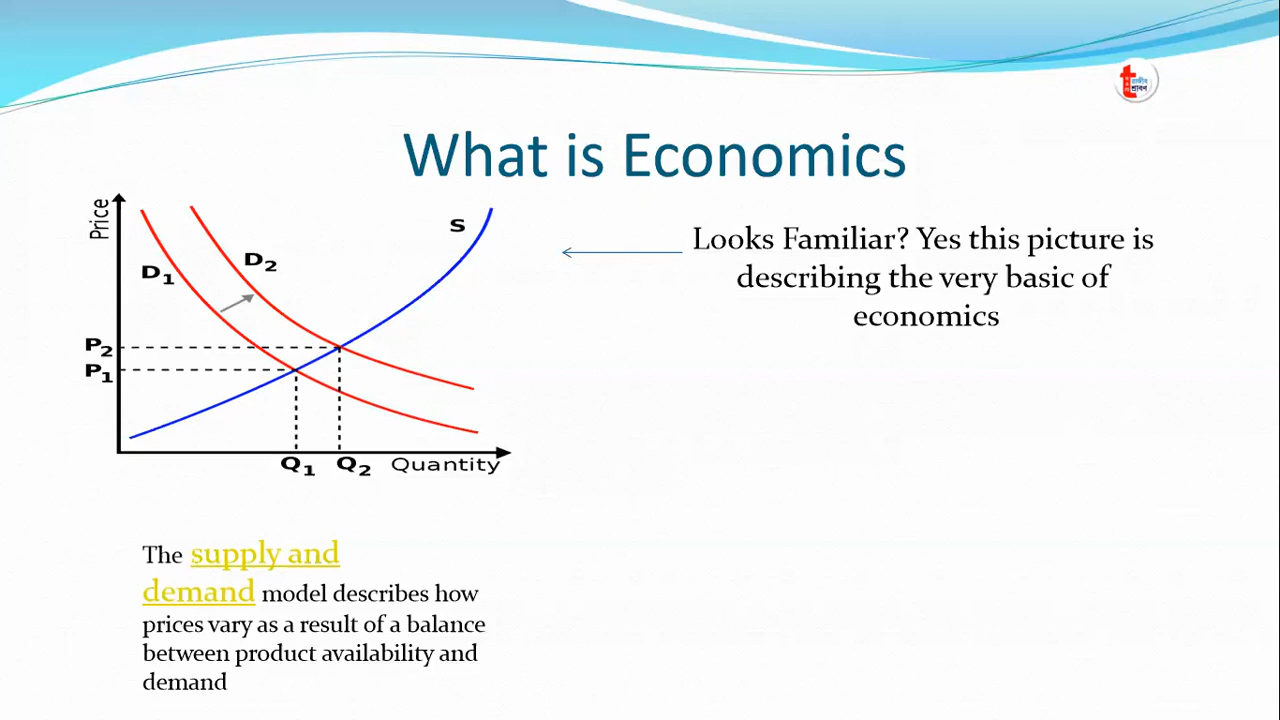 What is Economics
Price
S
D1
D2
P2
P1
Q1 Q2 Quantity
Looks Familiar? Yes this picture is
describing the very basic of
economics
The supply and
demand model describes how
prices vary as a result of a balance
between product availability and
demand